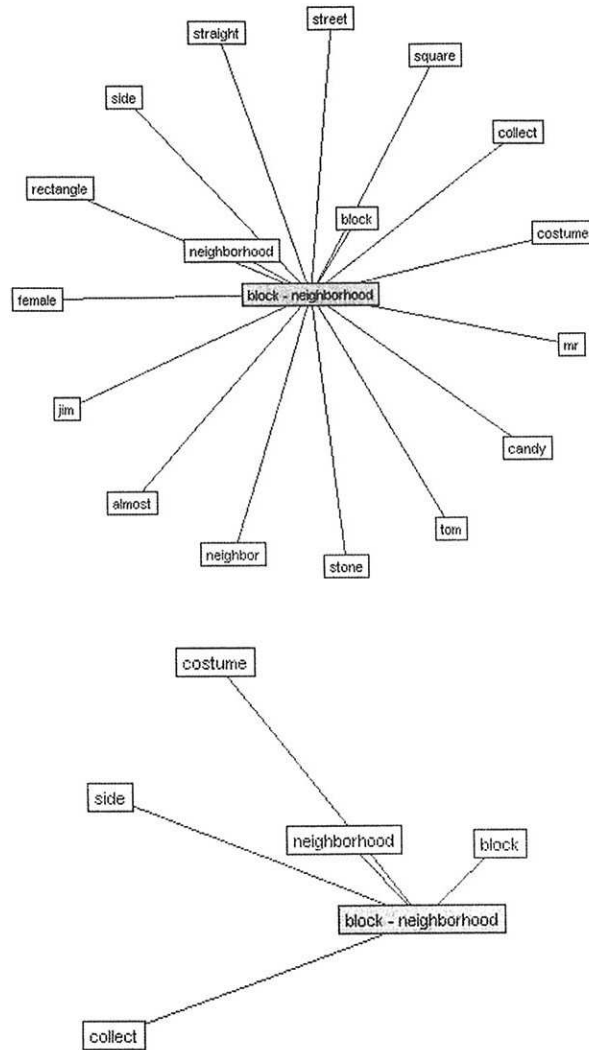 street
straight
square
side
collect
rectangle
block
costume
neighborhood
block - neighborhood
female
mr
jim
candy
almost
tom
neighbor
stone
costume
side
neighborhood
block
block - neighborhood
collect